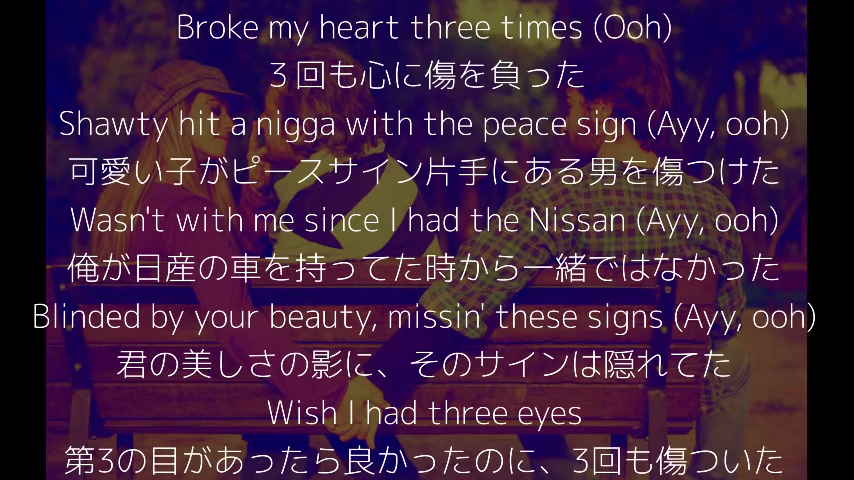 Broke my heart three times (Ooh)
３回も心に傷を負った
Shawty hit a nigga with the peace sign (Ayy, ooh)
可愛い子がピースサイン片手にある男を傷つけた
Wasn't with me since I had the Nissan (Ayy, ooh)
俺が日産の車を持ってた時から一緒ではなかった
Blinded by your beauty, missin' these signs (Ayy, ooh)
君の美しさの影に、そのサインは隠れてた
Wish I had three eyes
第3の目があったら良かったのに、3回も傷ついた